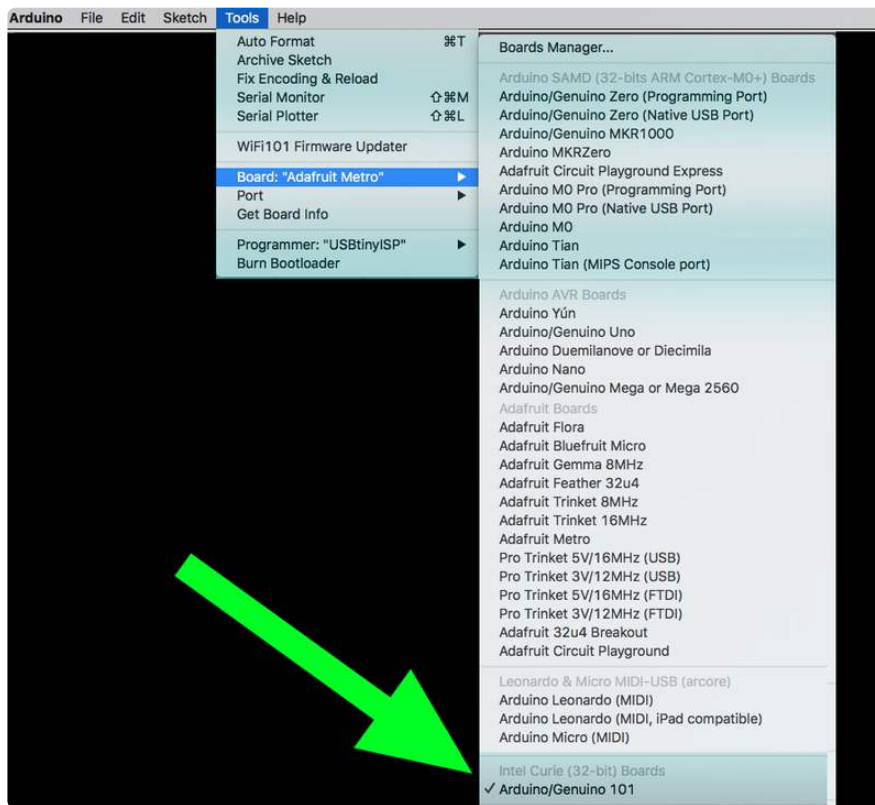 Arduino File Edit Sketch Tools Help
Auto Format ⌘T
Archive Sketch
Fix Encoding & Reload
Serial Monitor ⇧⌘M
Serial Plotter ⇧⌘L
WiFi101 Firmware Updater
Board: "Adafruit Metro" ▶
Port ▶
Get Board Info
Programmer: "USBtinyISP" ▶
Burn Bootloader
Boards Manager...
Arduino SAMD (32-bits ARM Cortex-M0+) Boards
Arduino/Genuino Zero (Programming Port)
Arduino/Genuino Zero (Native USB Port)
Arduino/Genuino MKR1000
Arduino MKRZero
Adafruit Circuit Playground Express
Arduino M0 Pro (Programming Port)
Arduino M0 Pro (Native USB Port)
Arduino M0
Arduino Tian
Arduino Tian (MIPS Console port)
Arduino AVR Boards
Arduino Yún
Arduino/Genuino Uno
Arduino Duemilanove or Diecimila
Arduino Nano
Arduino/Genuino Mega or Mega 2560
Adafruit Boards
Adafruit Flora
Adafruit Bluefruit Micro
Adafruit Gemma 8MHz
Adafruit Feather 32u4
Adafruit Trinket 8MHz
Adafruit Trinket 16MHz
Adafruit Metro
Pro Trinket 5V/16MHz (USB)
Pro Trinket 3V/12MHz (USB)
Pro Trinket 5V/16MHz (FTDI)
Pro Trinket 3V/12MHz (FTDI)
Adafruit 32u4 Breakout
Adafruit Circuit Playground
Leonardo & Micro MIDI-USB (arcore)
Arduino Leonardo (MIDI)
Arduino Leonardo (MIDI, iPad compatible)
Arduino Micro (MIDI)
Intel Curie (32-bit) Boards
✓ Arduino/Genuino 101